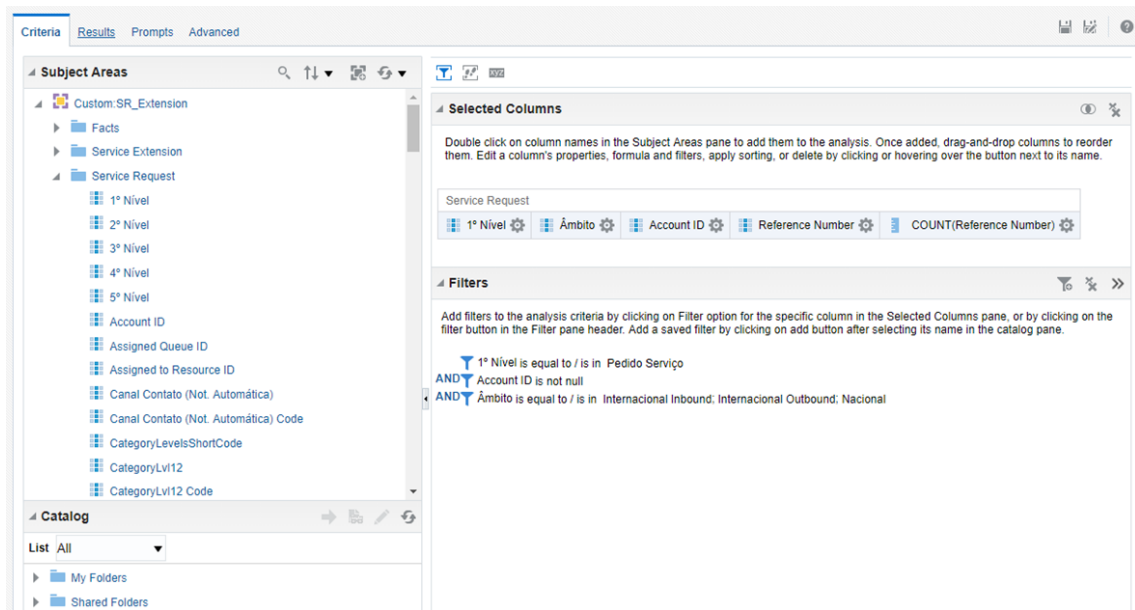 Criteria Results Prompts Advanced
Subject Areas
Custom:SR_Extension
Facts
Service Extension
Service Request
1º Nível
2º Nível
3º Nível
4º Nível
5º Nível
Account ID
Assigned Queue ID
Assigned to Resource ID
Canal Contato (Not. Automática)
Canal Contato (Not. Automática) Code
CategoryLevelsShortCode
CategoryLvl12
CategoryLvl12 Code
Catalog
List All
My Folders
Shared Folders
xyz
Selected Columns
Double click on column names in the Subject Areas pane to add them to the analysis. Once added, drag-and-drop columns to reorder
them. Edit a column's properties, formula and filters, apply sorting, or delete by clicking or hovering over the button next to its name.
Service Request
1º Nível Âmbito Account ID Reference Number COUNT(Reference Number)
Filters
Add filters to the analysis criteria by clicking on Filter option for the specific column in the Selected Columns pane, or by clicking on the
filter button in the Filter pane header. Add a saved filter by clicking on add button after selecting its name in the catalog pane.
1º Nível is equal to / is in Pedido Serviço
AND Account ID is not null
AND Âmbito is equal to / is in Internacional Inbound; Internacional Outbound; Nacional